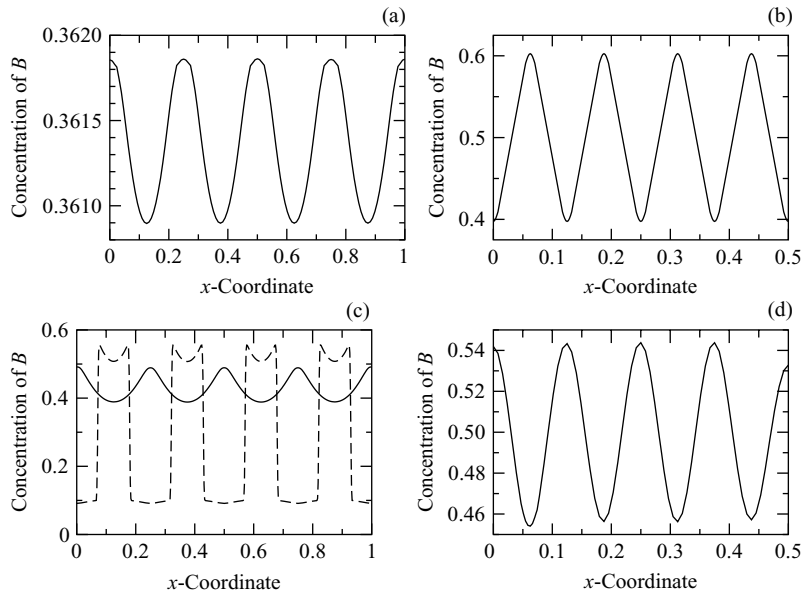 (a)
Concentration of B
0.3620
0.3615
0.3610
0 0.2 0.4 0.6 0.8 1
x-Coordinate
(b)
Concentration of B
0.6
0.5
0.4
0 0.1 0.2 0.3 0.4 0.5
x-Coordinate
(c)
Concentration of B
0.6
0.4
0.2
0
0 0.2 0.4 0.6 0.8 1
x-Coordinate
(d)
Concentration of B
0.54
0.52
0.50
0.48
0.46
0 0.1 0.2 0.3 0.4 0.5
x-Coordinate